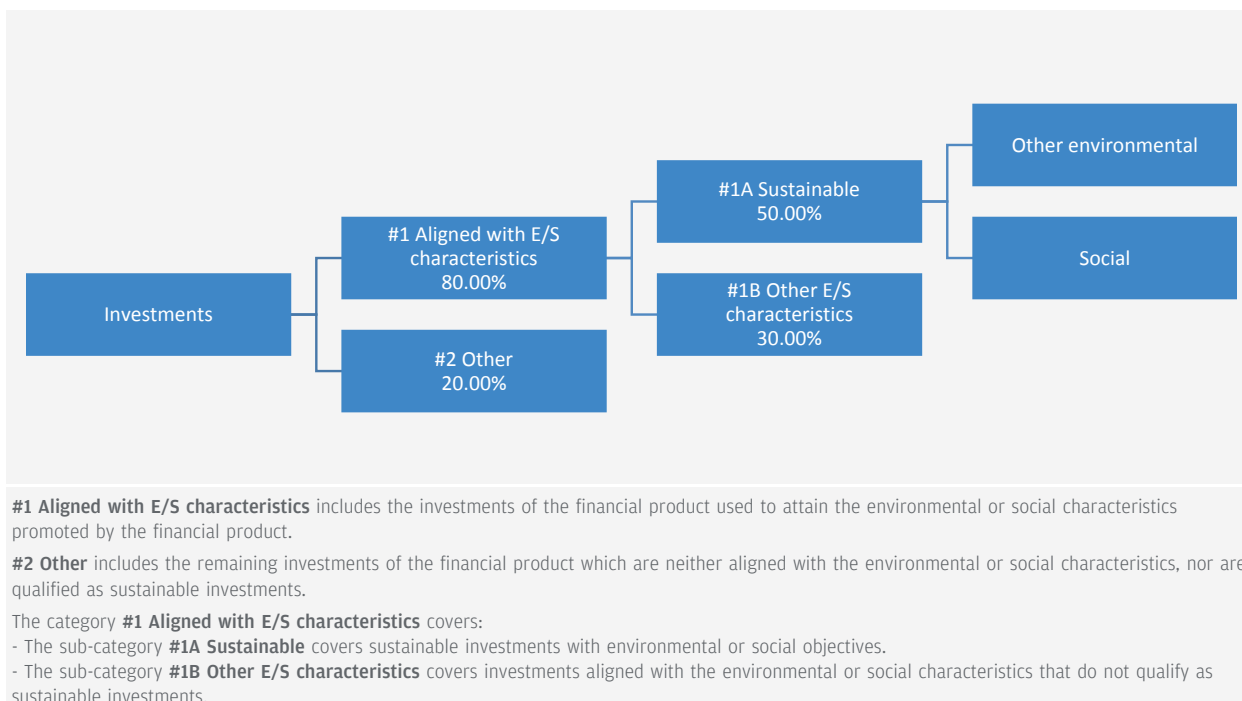 Other environmental
#1A Sustainable
50.00%
#1 Aligned with E/S
characteristics
80.00%
Social
#1B Other E/S
characteristics
30.00%
Investments
#2 Other
20.00%
#1 Aligned with E/S characteristics includes the investments of the financial product used to attain the environmental or social characteristics
promoted by the financial product.
#2 Other includes the remaining investments of the financial product which are neither aligned with the environmental or social characteristics, nor are
qualified as sustainable investments.
The category #1 Aligned with E/S characteristics covers:
- The sub-category #1A Sustainable covers sustainable investments with environmental or social objectives.
- The sub-category #1B Other E/S characteristics covers investments aligned with the environmental or social characteristics that do not qualify as
sustainable investments